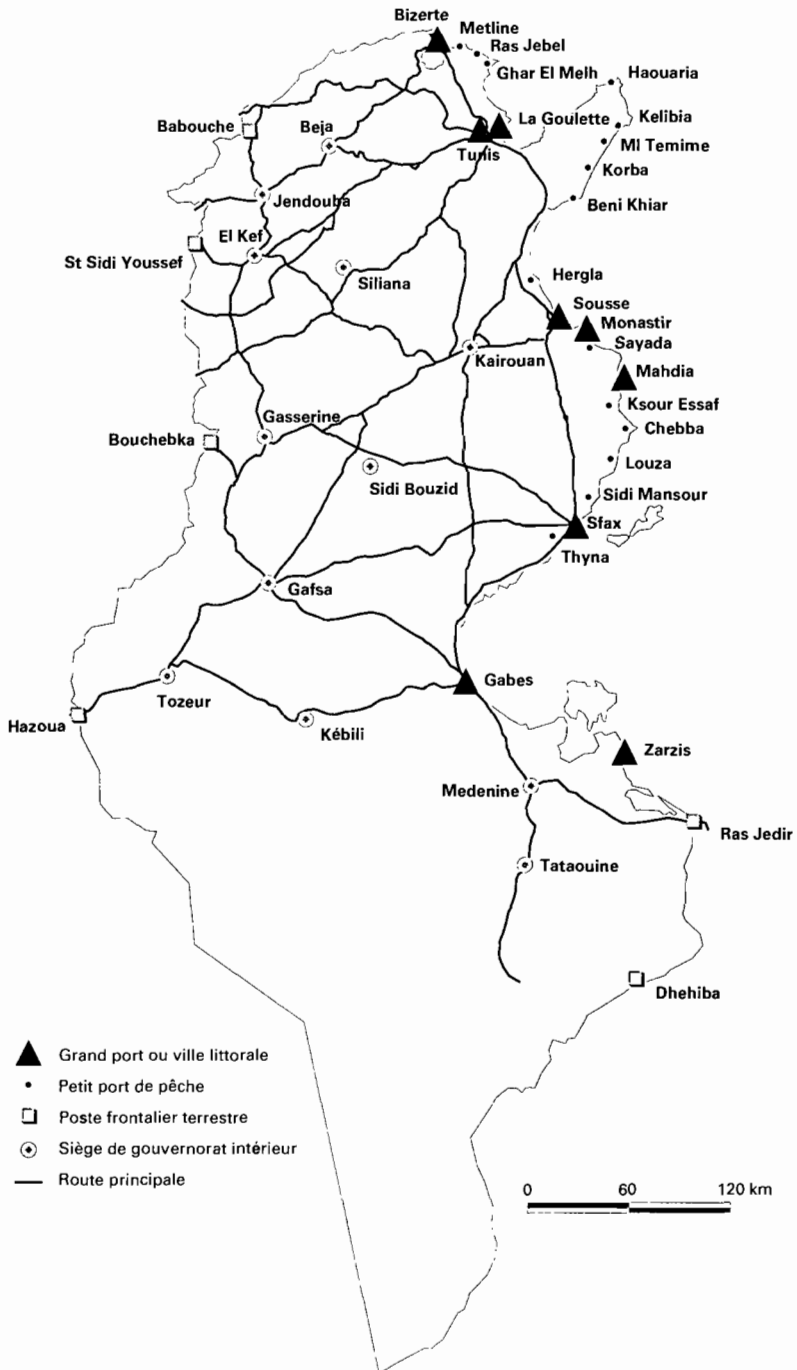 Bizerte
Metline
Ras Jebel
Ghar El Melh
Haouaria
La Goulette
Kelibia
Babouche
Beja
Tunis
Ml Temime
Korba
Jendouba
Beni Khiar
El Kef
St Sidi Youssef
Siliana
Hergla
Sousse
Monastir
Sayada
Kairouan
Mahdia
Ksour Essaf
Gasserine
Chebba
Bouchebka
Louza
Sidi Bouzid
Sidi Mansour
Sfax
Thyna
Gafsa
Gabes
Tozeur
Hazoua
Kébili
Zarzis
Medenine
Ras Jedir
Tataouine
Dhehiba
Grand port ou ville littorale
Petit port de pêche
Poste frontalier terrestre
Siège de gouvernorat intérieur
Route principale
0 60 120 km